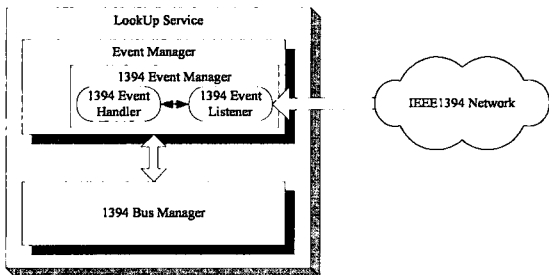 LookUp Service
Event Manager
1394 Event Manager
1394 Event
Handler
1394 Event
Listener
IEEE1394 Network
1394 Bus Manager